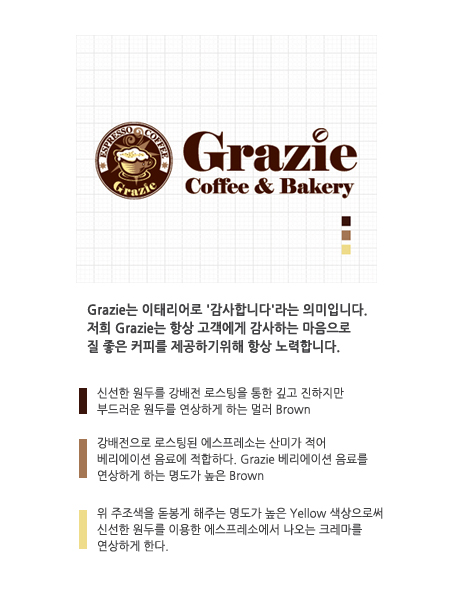 ESPRESSO COFFEE
Grazie
Grazie
Coffee & Bakery
Grazie는 이태리어로 '감사합니다'라는 의미입니다.
저희 Grazie는 항상 고객에게 감사하는 마음으로
질 좋은 커피를 제공하기위해 항상 노력합니다.
신선한 원두를 강배전 로스팅을 통한 깊고 진하지만
부드러운 원두를 연상하게 하는 멀러 Brown
강배전으로 로스팅된 에스프레소는 산미가 적어
베리에이션 음료에 적합하다. Grazie 베리에이션 음료를
연상하게 하는 명도가 높은 Brown
위 주조색을 돋봉게 해주는 명도가 높은 Yellow 색상으로써
신선한 원두를 이용한 에스프레소에서 나오는 크레마를
연상하게 한다.